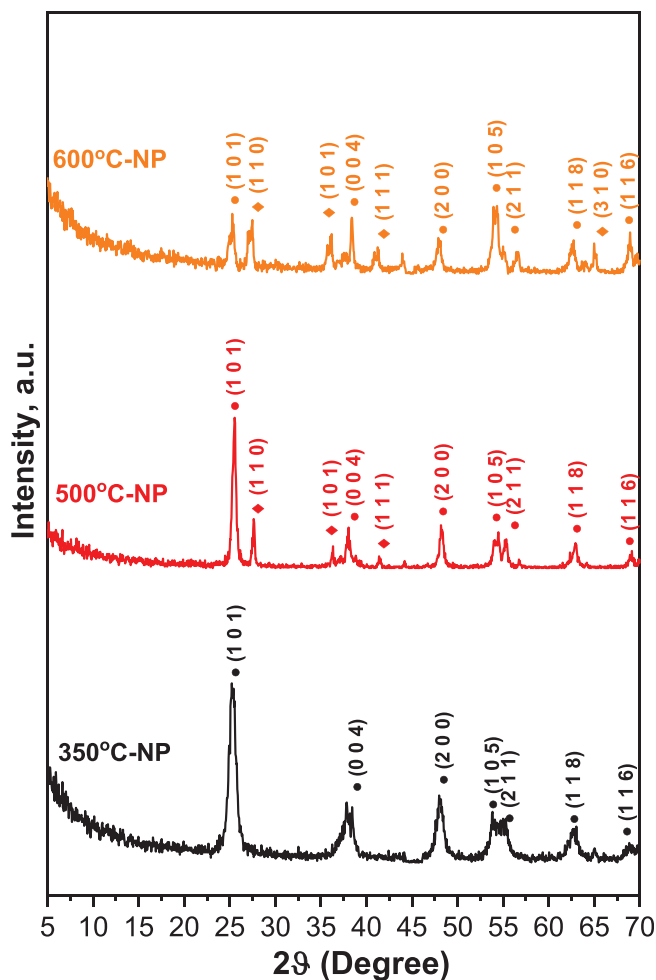 600°C-NP
(1 0 1)
(1 1 0)
(1 0 1)
(0 0 4)
(1 1 1)
(2 0 0)
(1 0 5)
(2 1 1)
(1 1 8)
(3 1 0)
(1 1 6)
500°C-NP
(1 0 1)
(1 1 0)
(1 0 1)
(0 0 4)
(1 1 1)
(2 0 0)
(1 0 5)
(2 1 1)
(1 1 8)
(1 1 6)
350°C-NP
(1 0 1)
(0 0 4)
(2 0 0)
(1 0 5)
(2 1 1)
(1 1 8)
(1 1 6)
Intensity, a.u.
5 10 15 20 25 30 35 40 45 50 55 60 65 70
2ϑ (Degree)